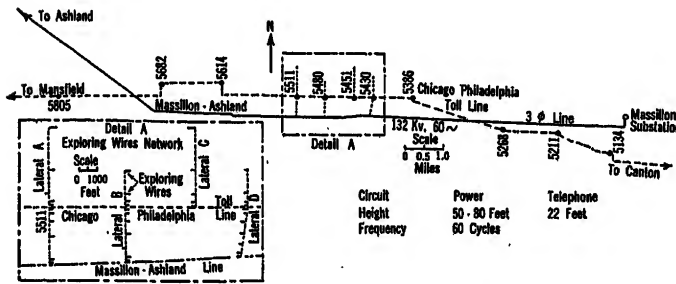 To Ashland
N
5682
5614
5511
5480
5451
5430
5386
Chicago Philadelphia
Toll Line
To Mansfield
5805
Massillon - Ashland
3 φ Line
Massillon
Substation
132 Kv, 60 ~
Scale
0 0.5 1.0
Miles
Detail A
5268
5211
5134
To Canton
Detail A
Exploring Wires Network
Scale
0 1000
Feet
Exploring
Wires
Lateral A
Lateral B
Lateral C
Lateral D
5511
Chicago Philadelphia Toll
Line
Massillon - Ashland Line
Circuit Power Telephone
Height 50 - 80 Feet 22 Feet
Frequency 60 Cycles